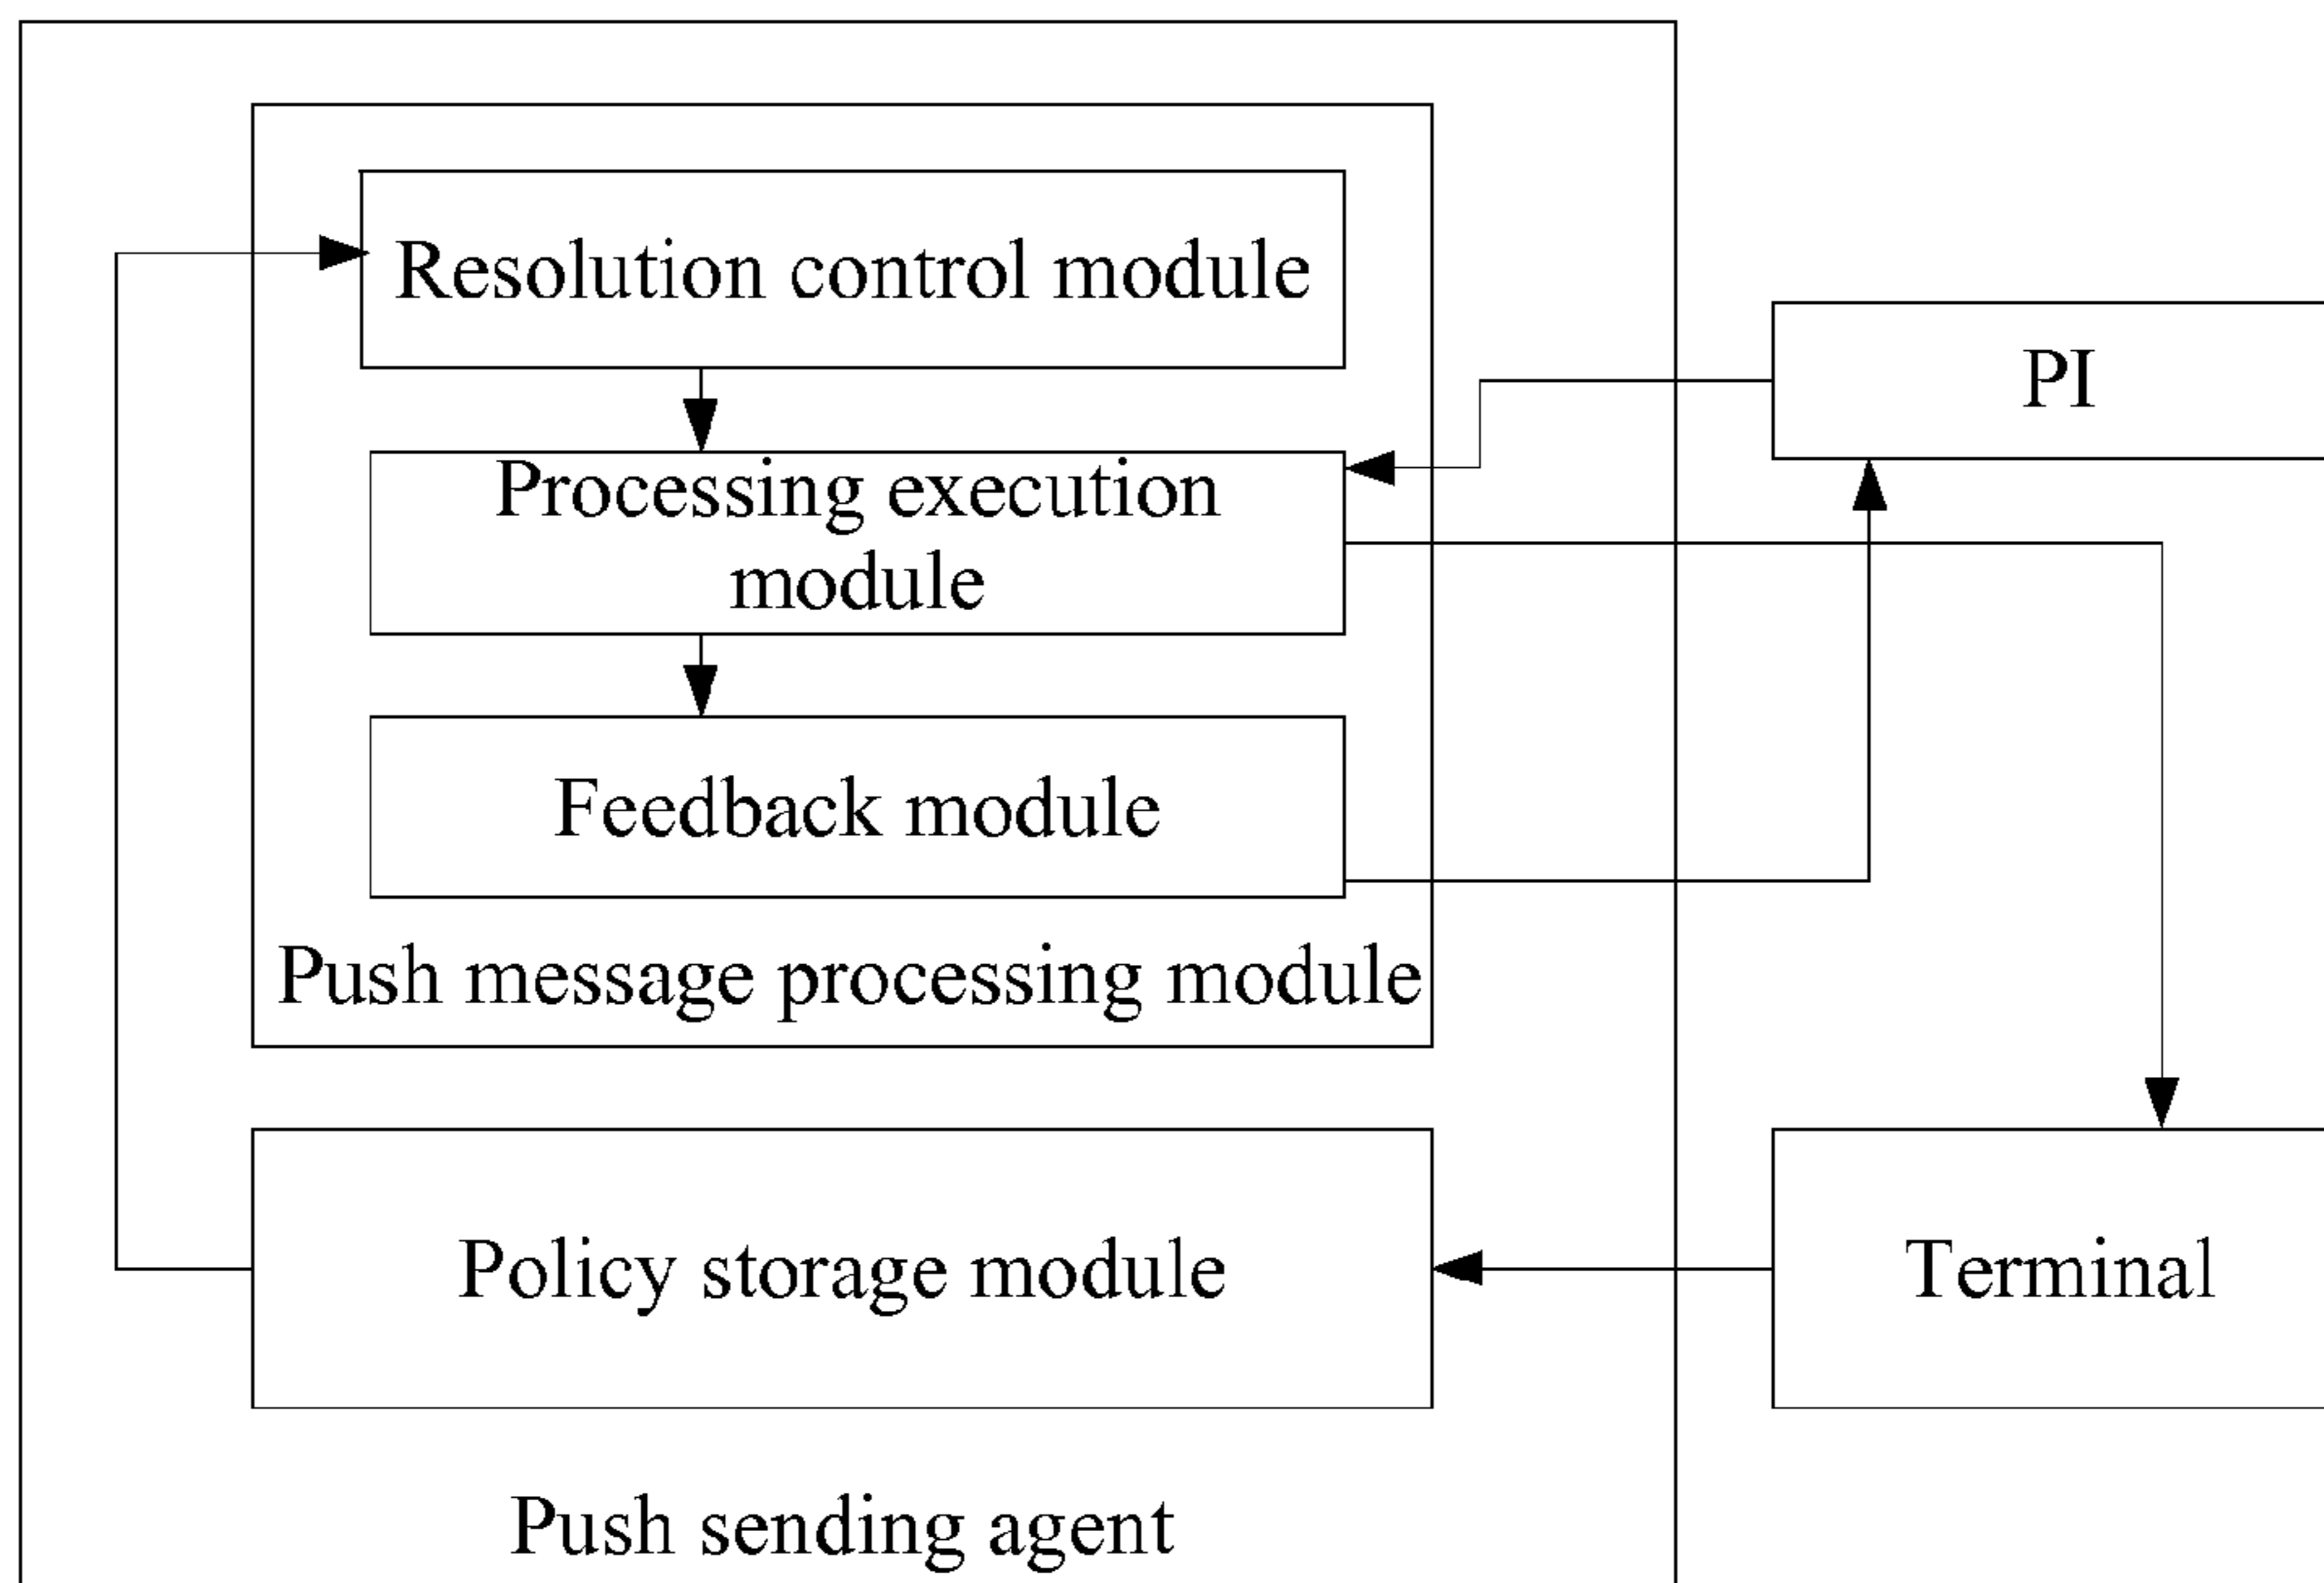 Resolution control module
PI
Processing execution
module
Feedback module
Push message processing module
Policy storage module
Terminal
Push sending agent